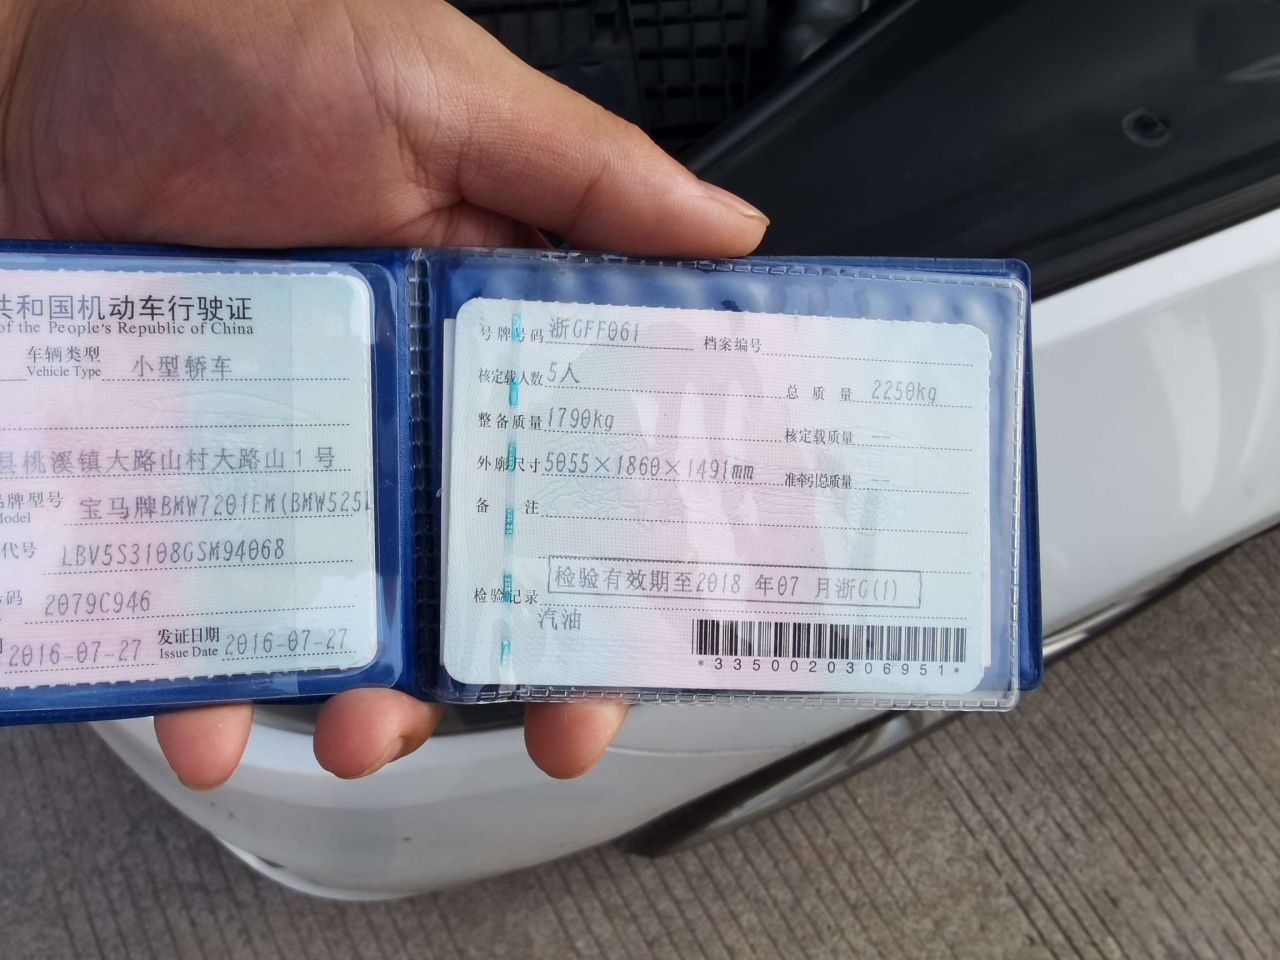 共和国机动车行驶证
of the People's Republic of China
车辆类型 小型轿车
Vehicle Type
县桃溪镇大路山村大路山1号
品牌型号 宝马牌BMW7201EM(BMW525L
Model
代号 LBV5S3108GSM94068
号码 2079C946
2016-07-27 发证日期 2016-07-27
Issue Date
号牌号码 浙GFF061 档案编号
核定载人数 5人 总质量 2250kg
整备质量 1790kg 核定载质量 --
外廓尺寸 5055×1860×1491mm 准牵引总质量 --
备注
检验记录 检验有效期至2018年07月浙G(1)
汽油
*3350020306951*